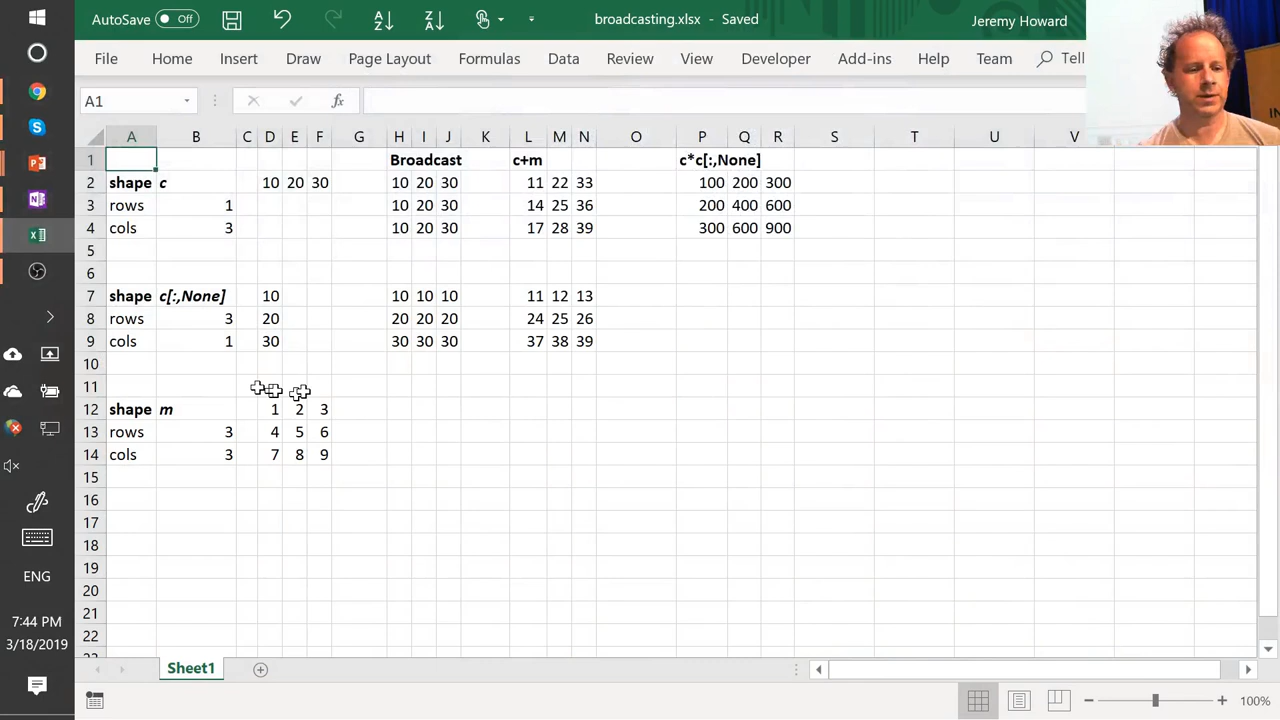 AutoSave Off broadcasting.xlsx - Saved Jeremy Howard
File Home Insert Draw Page Layout Formulas Data Review View Developer Add-ins Help Team Tell
A1 fx
A B C D E F G H I J K L M N O P Q R S T U V
1 Broadcast c+m c*c[:,None]
2 shape c 10 20 30 10 20 30 11 22 33 100 200 300
3 rows 1 10 20 30 14 25 36 200 400 600
4 cols 3 10 20 30 17 28 39 300 600 900
5
6
7 shape c[:,None] 10 10 10 10 11 12 13
8 rows 3 20 20 20 20 24 25 26
9 cols 1 30 30 30 30 37 38 39
10
11
12 shape m 1 2 3
13 rows 3 4 5 6
14 cols 3 7 8 9
15
16
17
18
19
20
21
22
23
Sheet1
100%
ENG
7:44 PM
3/18/2019